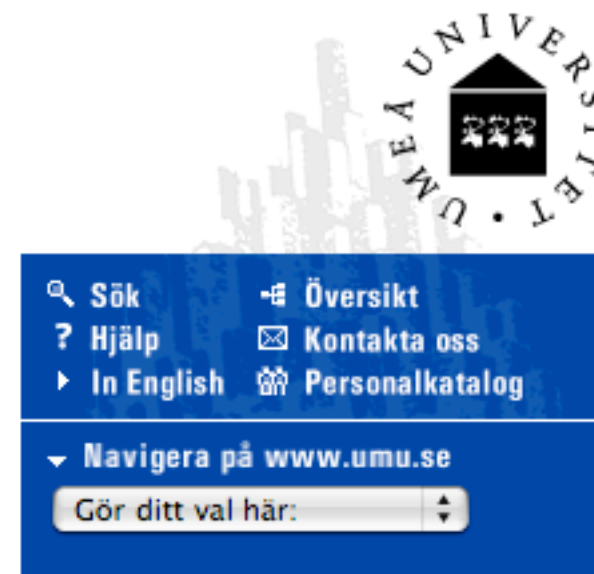 UMEÅ UNIVERSITET •
Sök Översikt
? Hjälp Kontakta oss
In English Personalkatalog
Navigera på www.umu.se
Gör ditt val här: